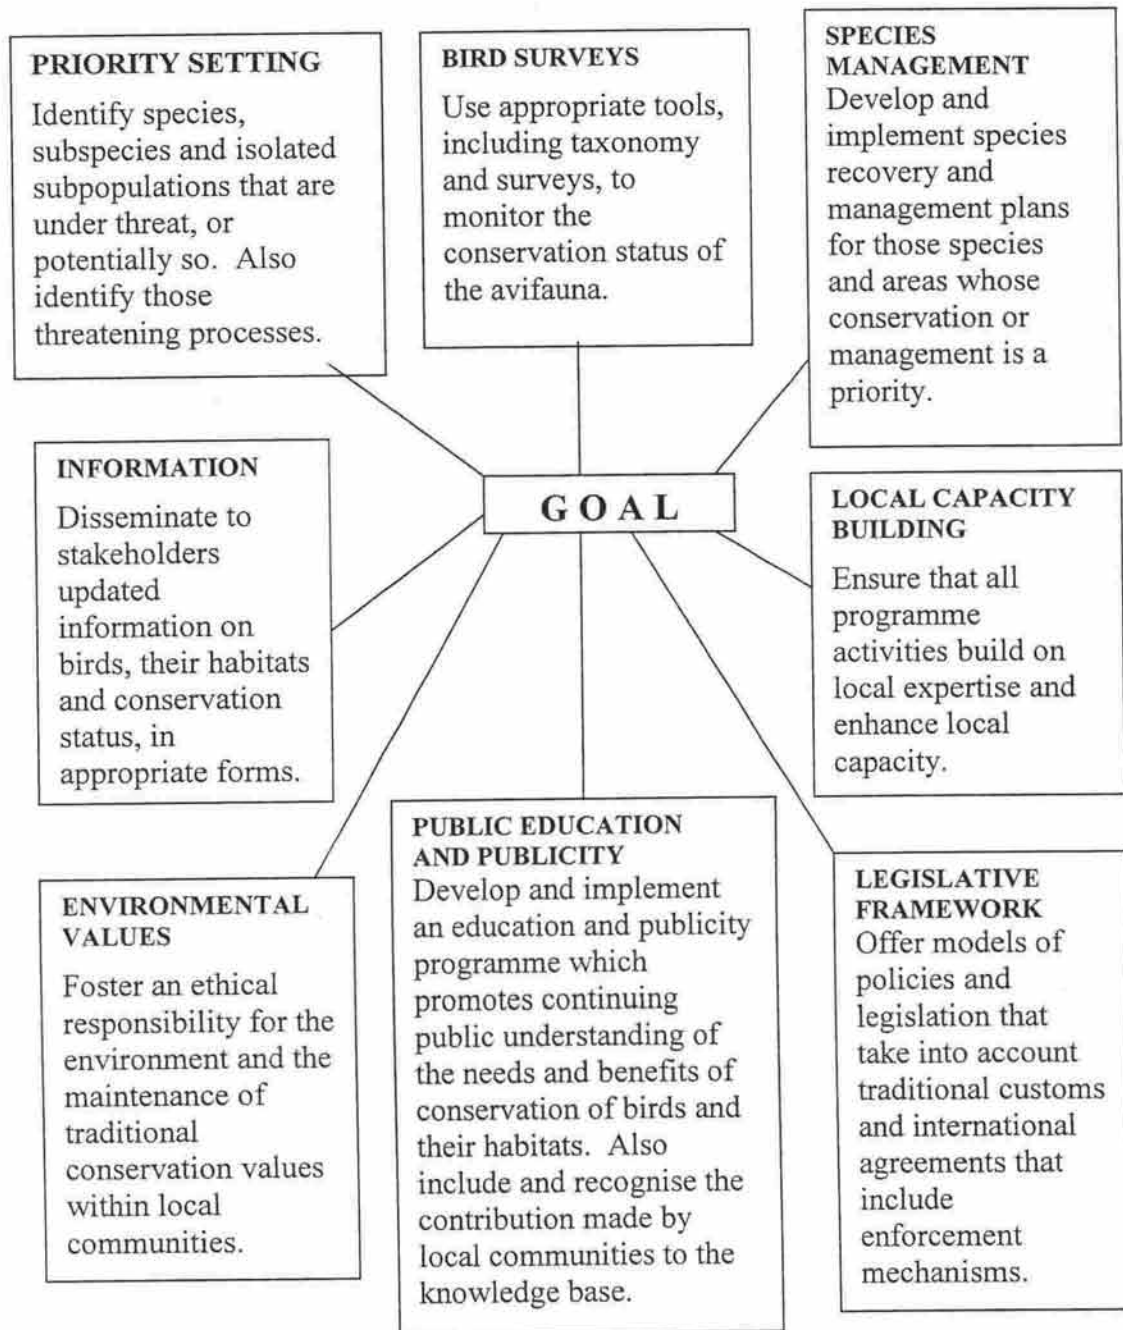 PRIORITY SETTING
Identify species,
subspecies and isolated
subpopulations that are
under threat, or
potentially so.  Also
identify those
threatening processes.
BIRD SURVEYS
Use appropriate tools,
including taxonomy
and surveys, to
monitor the
conservation status of
the avifauna.
SPECIES
MANAGEMENT
Develop and
implement species
recovery and
management plans
for those species
and areas whose
conservation or
management is a
priority.
INFORMATION
Disseminate to
stakeholders
updated
information on
birds, their habitats
and conservation
status, in
appropriate forms.
G O A L
LOCAL CAPACITY
BUILDING
Ensure that all
programme
activities build on
local expertise and
enhance local
capacity.
ENVIRONMENTAL
VALUES
Foster an ethical
responsibility for the
environment and the
maintenance of
traditional
conservation values
within local
communities.
PUBLIC EDUCATION
AND PUBLICITY
Develop and implement
an education and publicity
programme which
promotes continuing
public understanding of
the needs and benefits of
conservation of birds and
their habitats.  Also
include and recognise the
contribution made by
local communities to the
knowledge base.
LEGISLATIVE
FRAMEWORK
Offer models of
policies and
legislation that
take into account
traditional customs
and international
agreements that
include
enforcement
mechanisms.